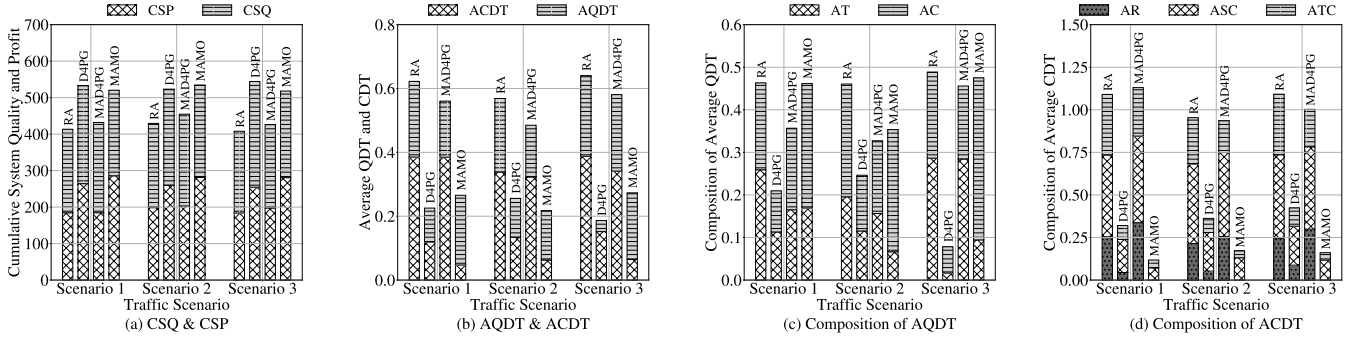 CSP CSQ
Cumulative System Quality and Profit
700
600
500
400
300
200
100
0
RA D4PG MAD4PG MAMO
RA D4PG MAD4PG MAMO
RA D4PG MAD4PG MAMO
Scenario 1 Scenario 2 Scenario 3
Traffic Scenario
(a) CSQ & CSP
ACDT AQDT
Average QDT and CDT
0.8
0.6
0.4
0.2
0.0
RA D4PG MAD4PG MAMO
RA D4PG MAD4PG MAMO
RA D4PG MAD4PG MAMO
Scenario 1 Scenario 2 Scenario 3
Traffic Scenario
(b) AQDT & ACDT
AT AC
Composition of Average QDT
0.6
0.5
0.4
0.3
0.2
0.1
0.0
RA D4PG MAD4PG MAMO
RA D4PG MAD4PG MAMO
RA D4PG MAD4PG MAMO
Scenario 1 Scenario 2 Scenario 3
Traffic Scenario
(c) Composition of AQDT
AR ASC ATC
Composition of Average CDT
1.50
1.25
1.00
0.75
0.50
0.25
0.00
RA D4PG MAD4PG MAMO
RA D4PG MAD4PG MAMO
RA D4PG MAD4PG MAMO
Scenario 1 Scenario 2 Scenario 3
Traffic Scenario
(d) Composition of ACDT